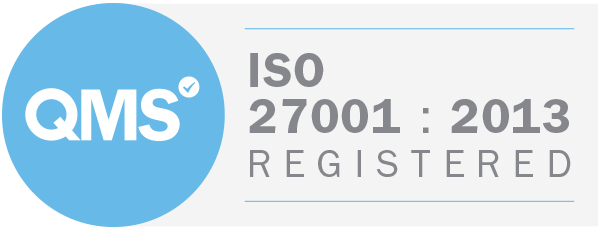 QMS
ISO
27001 : 2013
REGISTERED